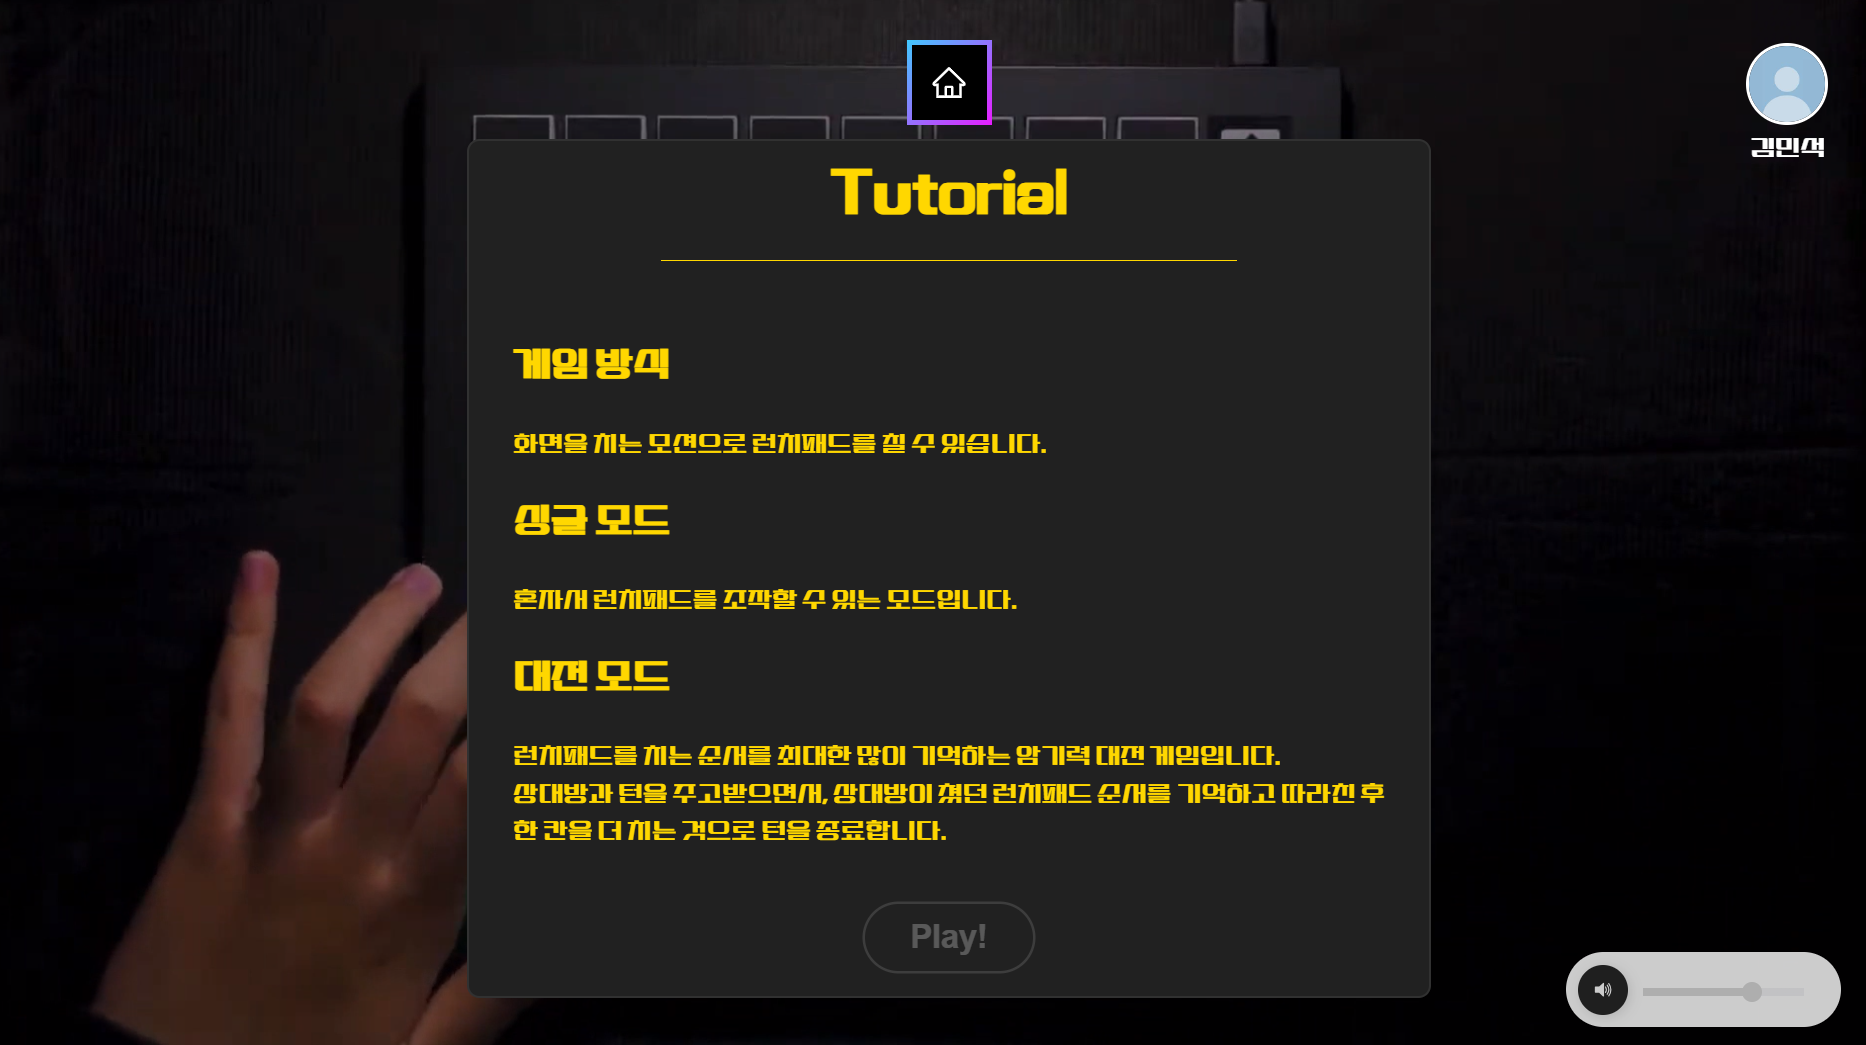 김민석
Tutorial
게임 방식
화면을 치는 모션으로 런치패드를 칠 수 있습니다.
싱글 모드
혼자서 런치패드를 조작할 수 있는 모드입니다.
대전 모드
런치패드를 치는 순서를 최대한 많이 기억하는 암기력 대전 게임입니다.
상대방과 턴을 주고받으면서, 상대방이 쳤던 런치패드 순서를 기억하고 따라친 후
한 칸을 더 치는 것으로 턴을 종료합니다.
Play!